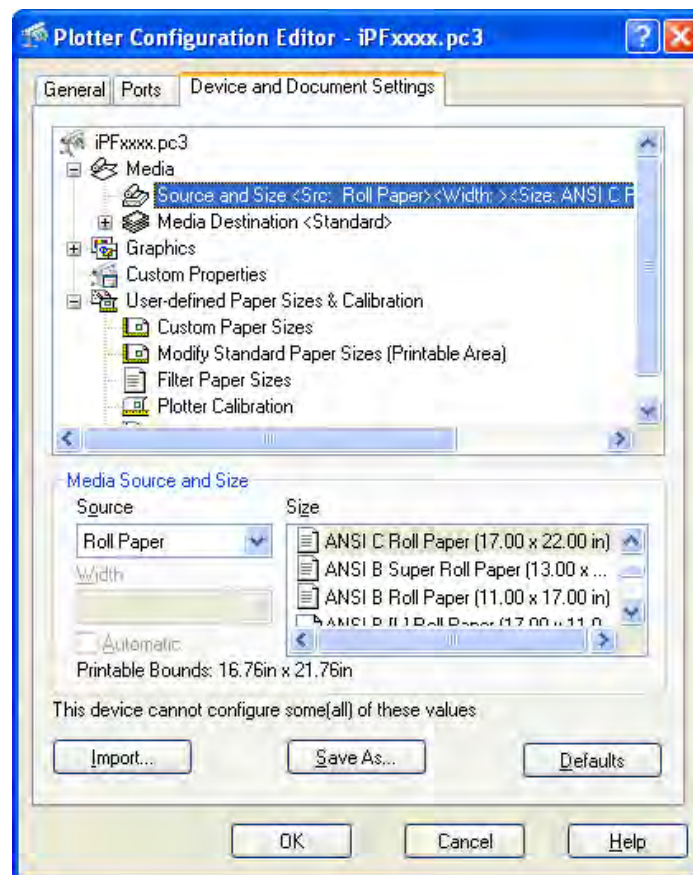 Plotter Configuration Editor - iPFxxxx.pc3
General Ports Device and Document Settings
iPFxxxx.pc3
Media
Source and Size <Src: Roll Paper><Width: ><Size: ANSI C
Media Destination <Standard>
Graphics
Custom Properties
User-defined Paper Sizes & Calibration
Custom Paper Sizes
Modify Standard Paper Sizes (Printable Area)
Filter Paper Sizes
Plotter Calibration
Media Source and Size
Source Size
Roll Paper
ANSI C Roll Paper (17.00 x 22.00 in)
Width
ANSI B Super Roll Paper (13.00 x ...
ANSI B Roll Paper (11.00 x 17.00 in)
Automatic
Printable Bounds: 16.76in x 21.76in
This device cannot configure some(all) of these values
Import... Save As... Defaults
OK Cancel Help